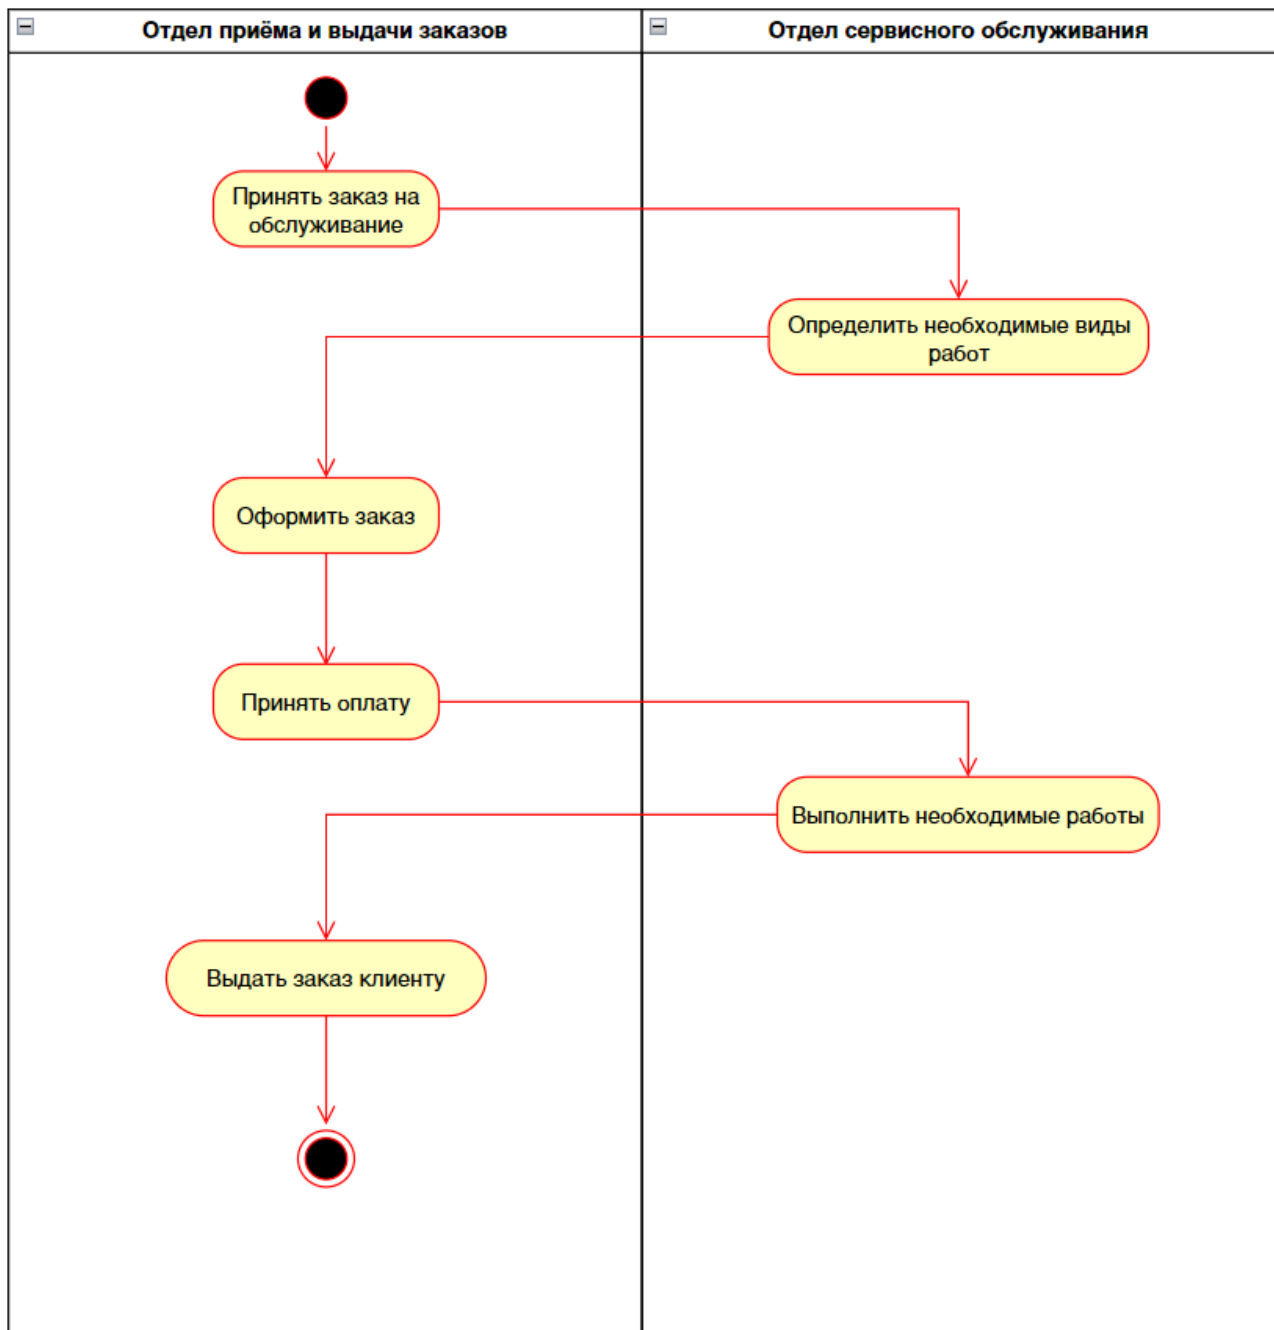 Отдел приёма и выдачи заказов
Отдел сервисного обслуживания
Принять заказ на
обслуживание
Определить необходимые виды
работ
Оформить заказ
Принять оплату
Выполнить необходимые работы
Выдать заказ клиенту